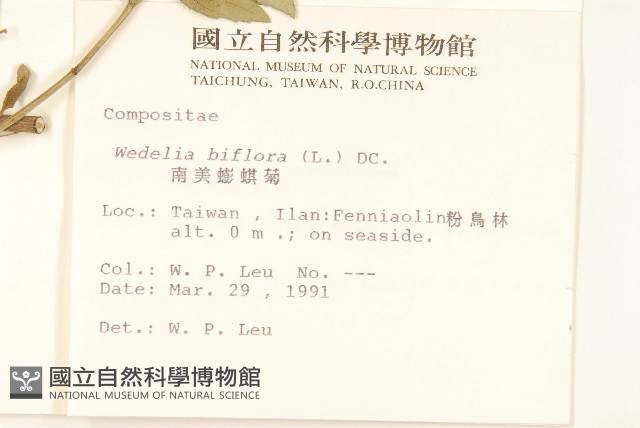 國立自然科學博物館
NATIONAL MUSEUM OF NATURAL SCIENCE
TAICHUNG, TAIWAN, R.O.CHINA
Compositae
Wedelia biflora (L.) DC.
南美蟛蜞菊
Loc.: Taiwan , Ilan:Fenniaolin粉鳥林
alt. 0 m .; on seaside.
Col.: W. P. Leu No. ---
Date: Mar. 29 , 1991
Det.: W. P. Leu
國立自然科學博物館
NATIONAL MUSEUM OF NATURAL SCIENCE